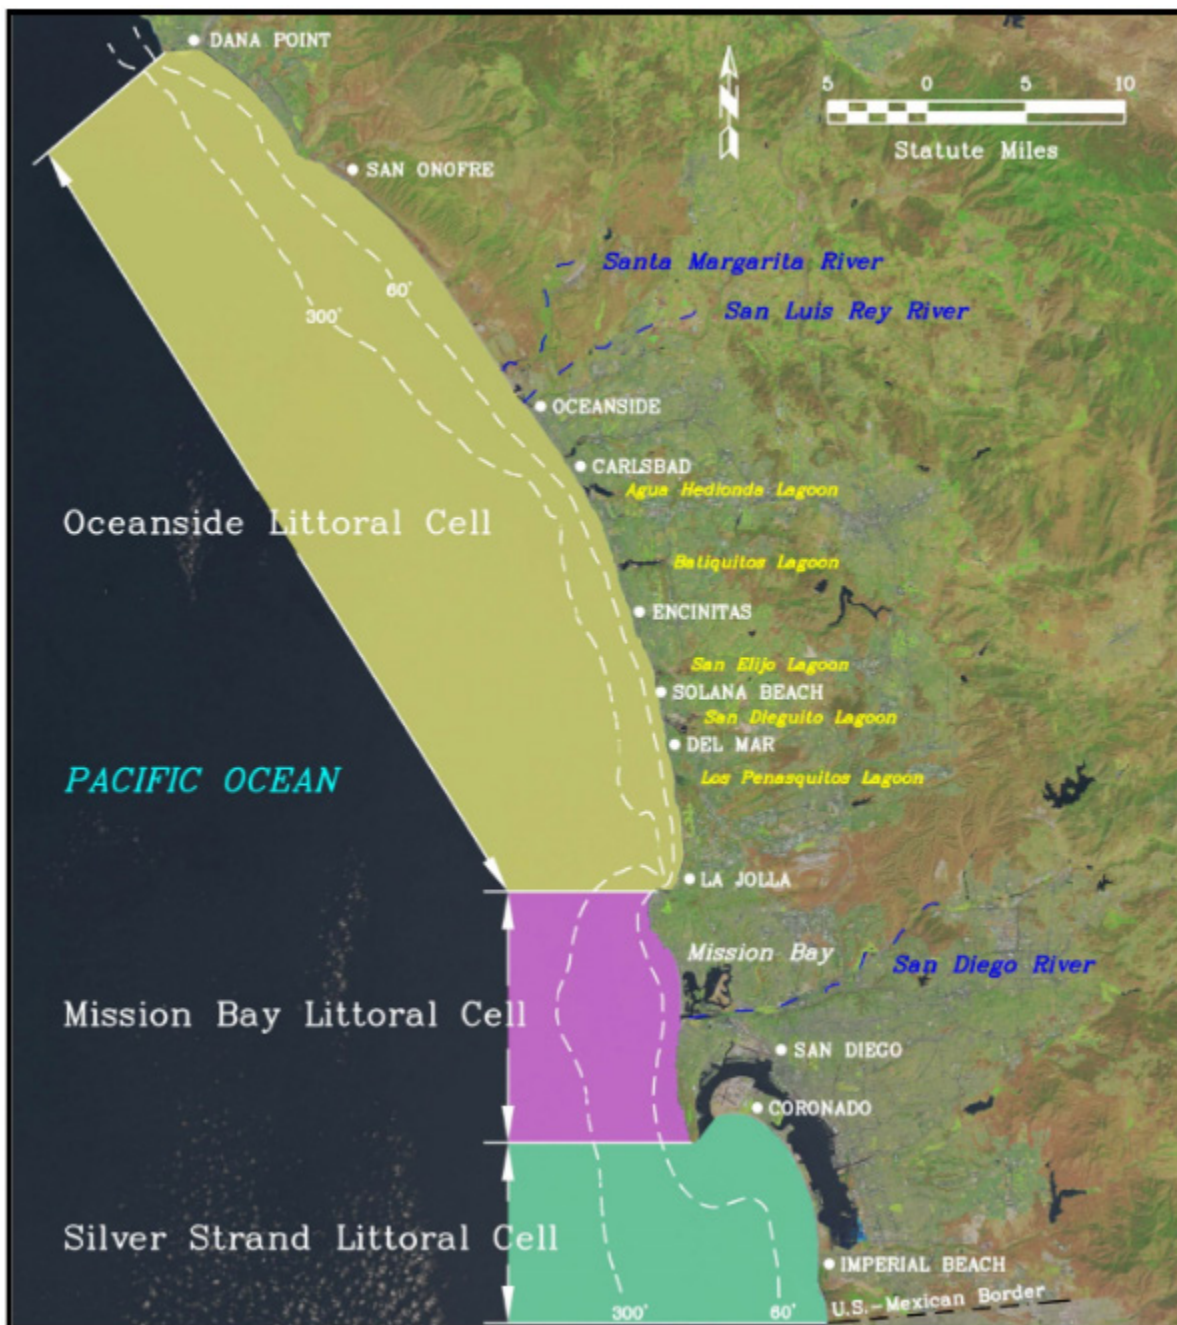 DANA POINT
5 0 5 10
N
Statute Miles
SAN ONOFRE
Santa Margarita River
60'
300'
San Luis Rey River
OCEANSIDE
CARLSBAD
Agua Hedionda Lagoon
Oceanside Littoral Cell
Batiquitos Lagoon
ENCINITAS
San Elijo Lagoon
SOLANA BEACH
San Dieguito Lagoon
DEL MAR
PACIFIC OCEAN
Los Penasquitos Lagoon
LA JOLLA
Mission Bay
San Diego River
Mission Bay Littoral Cell
SAN DIEGO
CORONADO
Silver Strand Littoral Cell
IMPERIAL BEACH
U.S.-Mexican Border
300'
60'